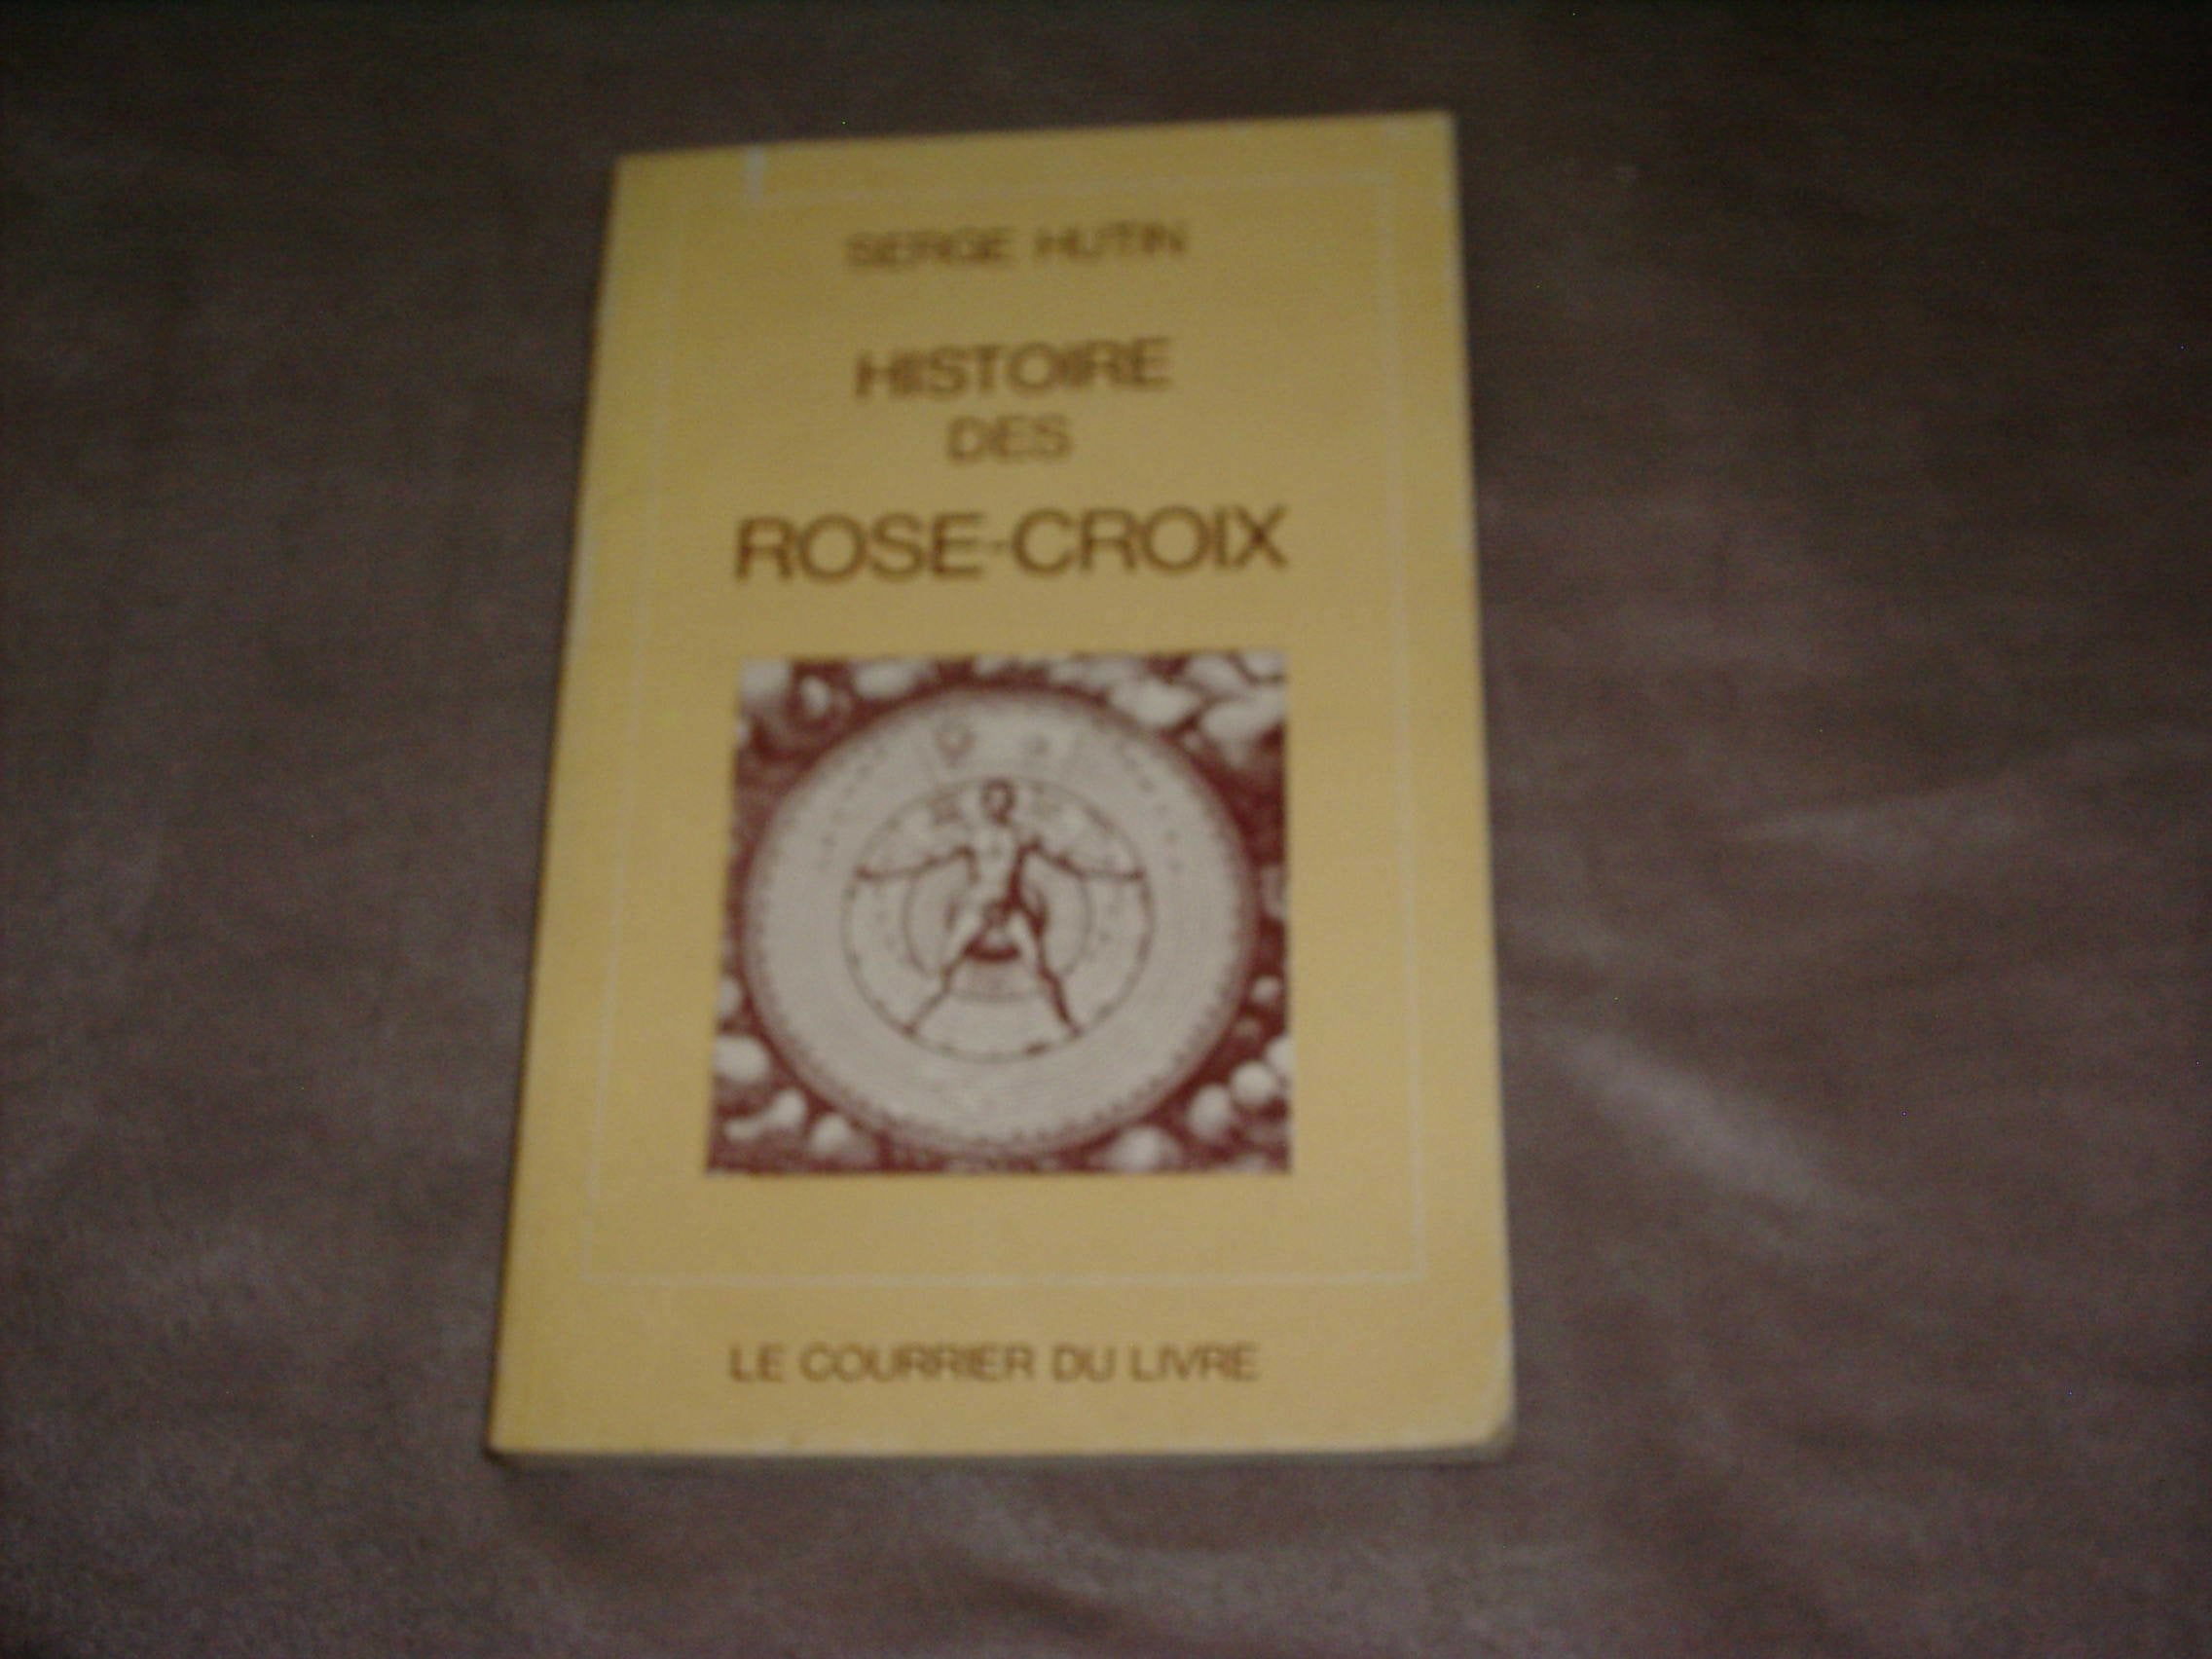 SERGE HUTIN
HISTOIRE
DES
ROSE-CROIX
LE COURRIER DU LIVRE